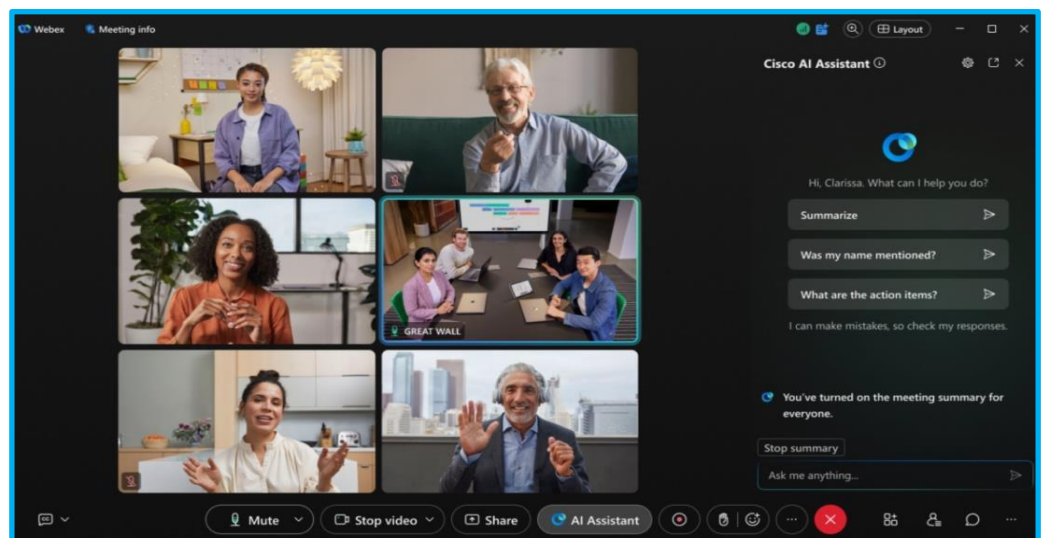 Webex
Meeting info
Layout
Cisco AI Assistant
Hi, Clarissa. What can I help you do?
Summarize
Was my name mentioned?
What are the action items?
I can make mistakes, so check my responses.
GREAT WALL
You've turned on the meeting summary for
everyone.
Stop summary
Ask me anything...
Mute
Stop video
Share
AI Assistant